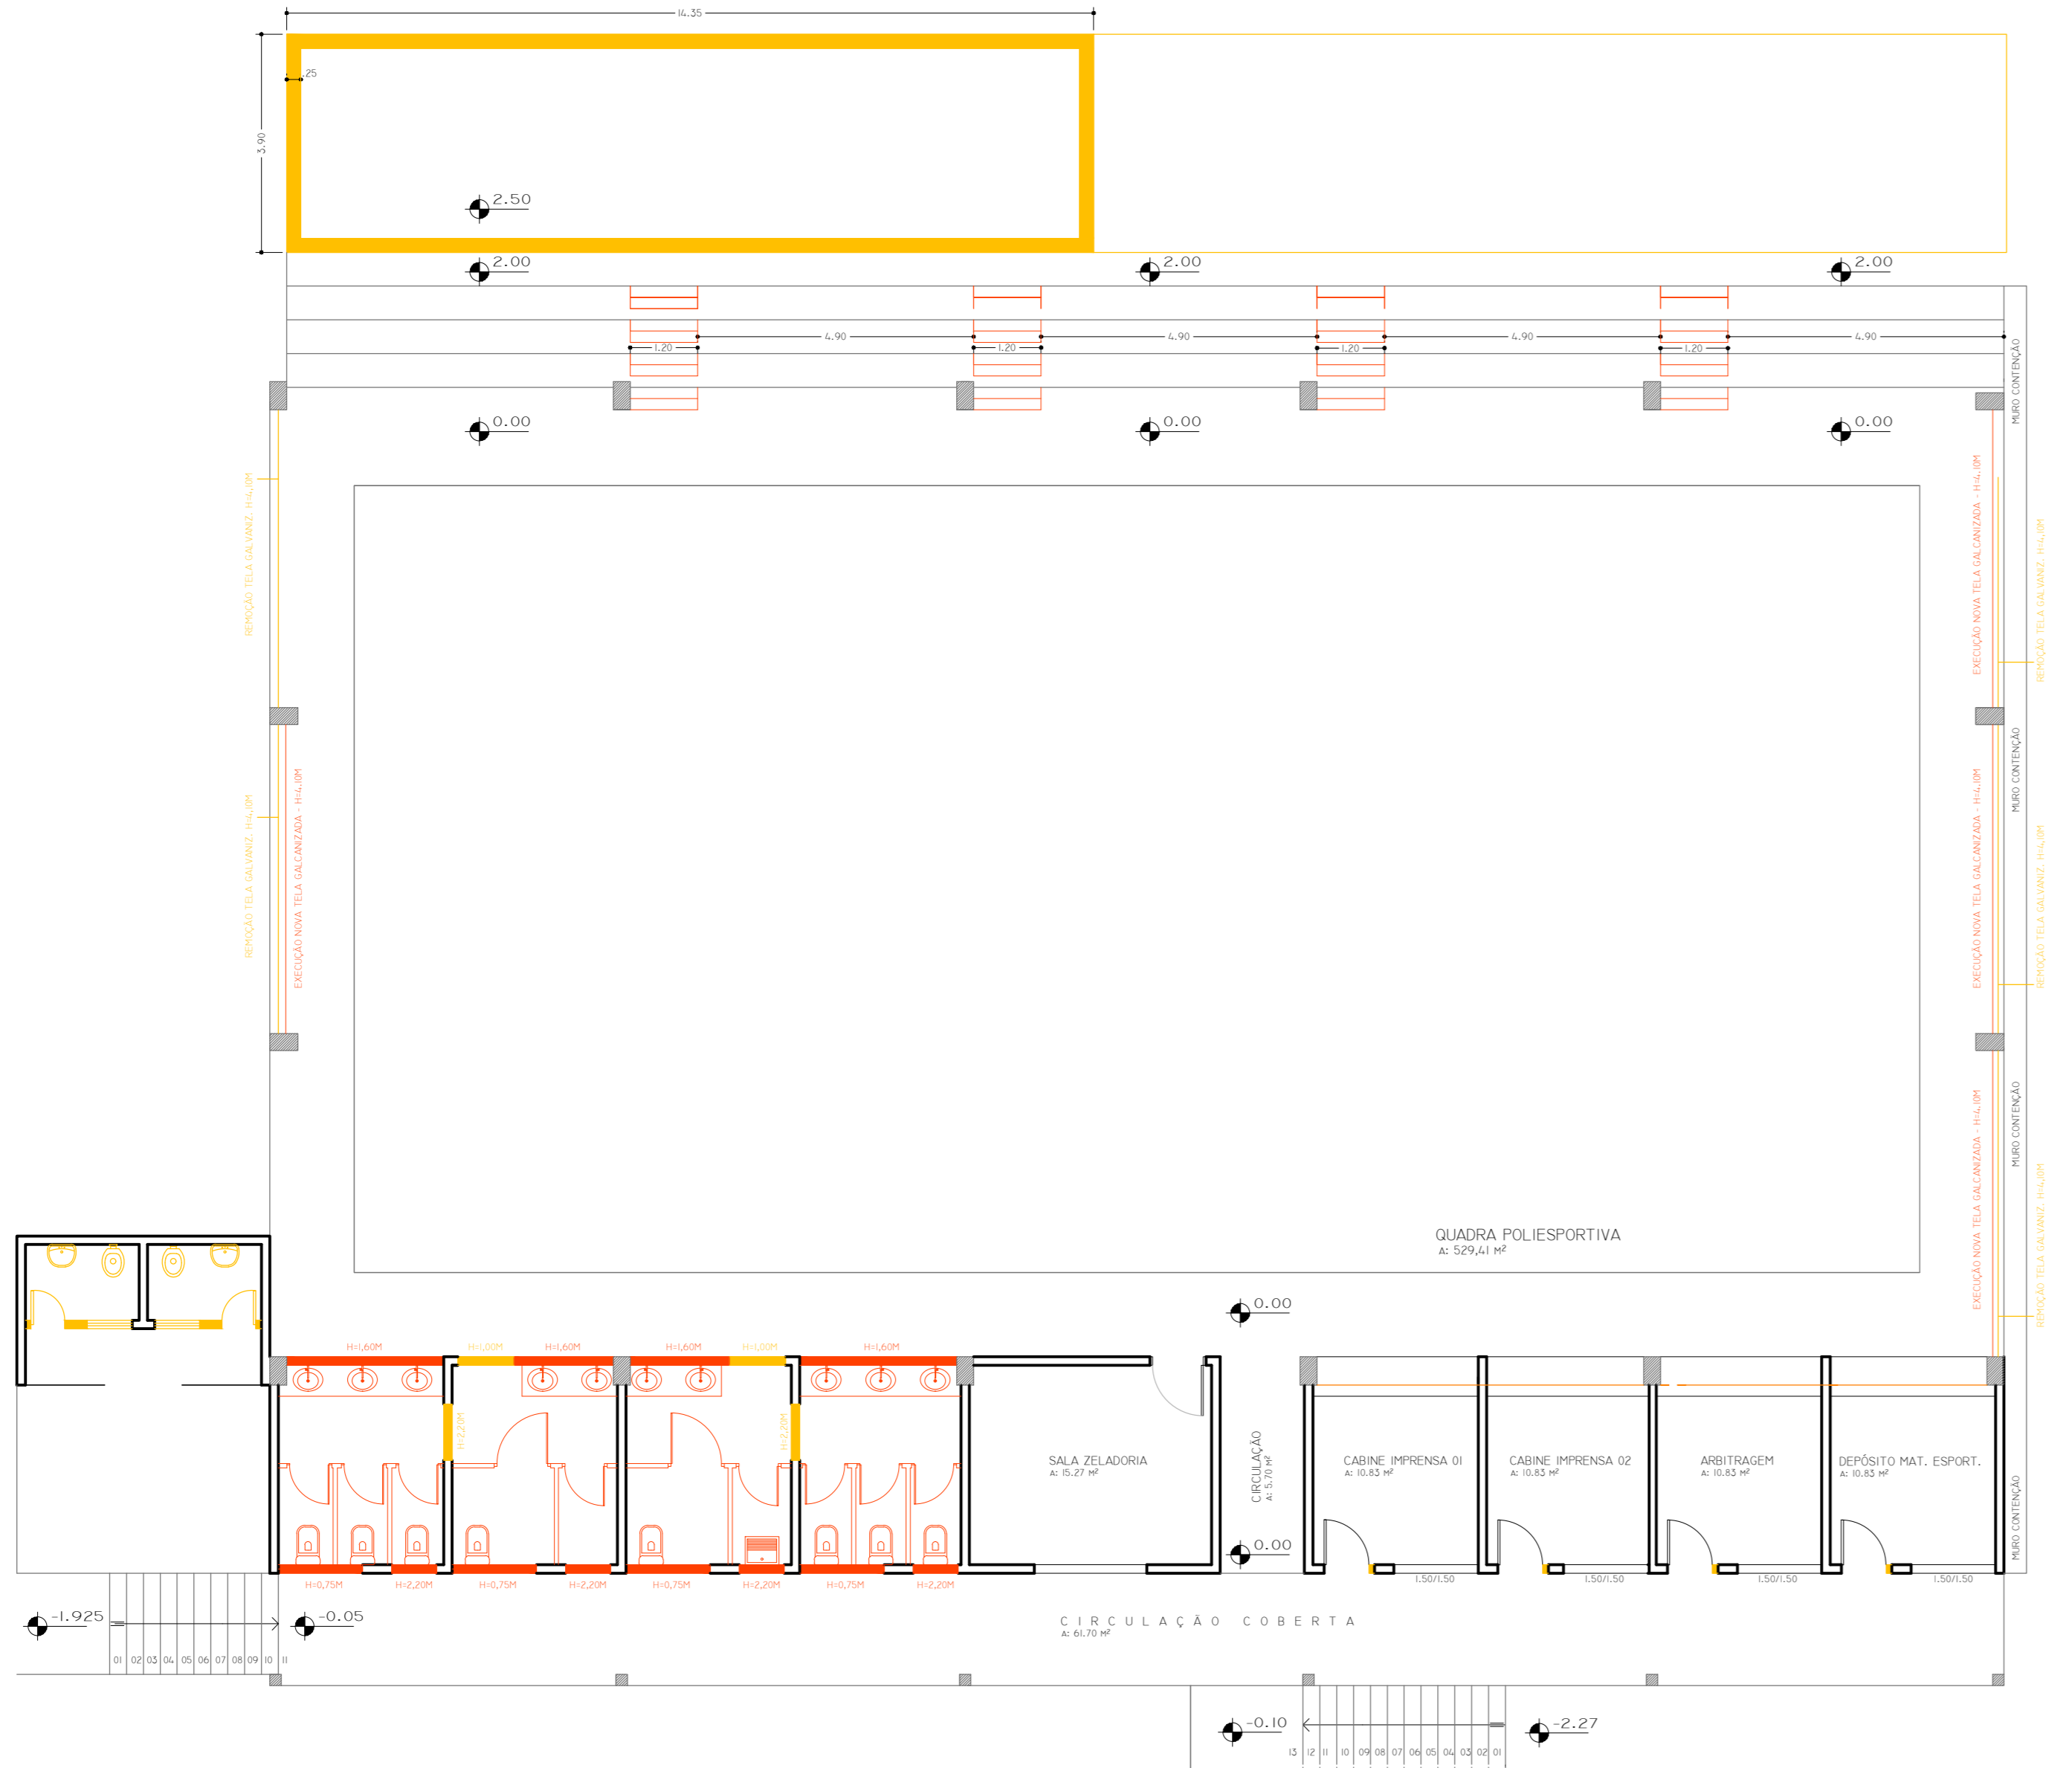 14.35
.25
3.90
2.50
2.00
2.00
2.00
4.90
4.90
4.90
4.90
1.20
1.20
1.20
1.20
MURO CONTENÇÃO
0.00
0.00
0.00
REMOÇÃO TELA GALVANIZ. H=4,10M
EXECUÇÃO NOVA TELA GALCANIZADA - H=4,10M
REMOÇÃO TELA GALVANIZ. H=4,10M
REMOÇÃO TELA GALVANIZ. H=4,10M
EXECUÇÃO NOVA TELA GALCANIZADA - H=4,10M
EXECUÇÃO NOVA TELA GALCANIZADA - H=4,10M
MURO CONTENÇÃO
REMOÇÃO TELA GALVANIZ. H=4,10M
EXECUÇÃO NOVA TELA GALCANIZADA - H=4,10M
MURO CONTENÇÃO
REMOÇÃO TELA GALVANIZ. H=4,10M
QUADRA POLIESPORTIVA
A: 529,41 M²
0.00
H=1,60M
H=1,00M
H=1,60M
H=1,60M
H=1,00M
H=1,60M
H=2,20M
H=2,20M
SALA ZELADORIA
A: 15.27 M²
CIRCULAÇÃO
A: 5.70 M²
CABINE IMPRENSA 01
A: 10.83 M²
CABINE IMPRENSA 02
A: 10.83 M²
ARBITRAGEM
A: 10.83 M²
DEPÓSITO MAT. ESPORT.
A: 10.83 M²
MURO CONTENÇÃO
0.00
H=0,75M
H=2,20M
H=0,75M
H=2,20M
H=0,75M
H=2,20M
H=0,75M
H=2,20M
1.50/1.50
1.50/1.50
1.50/1.50
1.50/1.50
-1.925
-0.05
CIRCULAÇÃO COBERTA
A: 61.70 M²
01 02 03 04 05 06 07 08 09 10 11
-0.10
-2.27
13 12 11 10 09 08 07 06 05 04 03 02 01